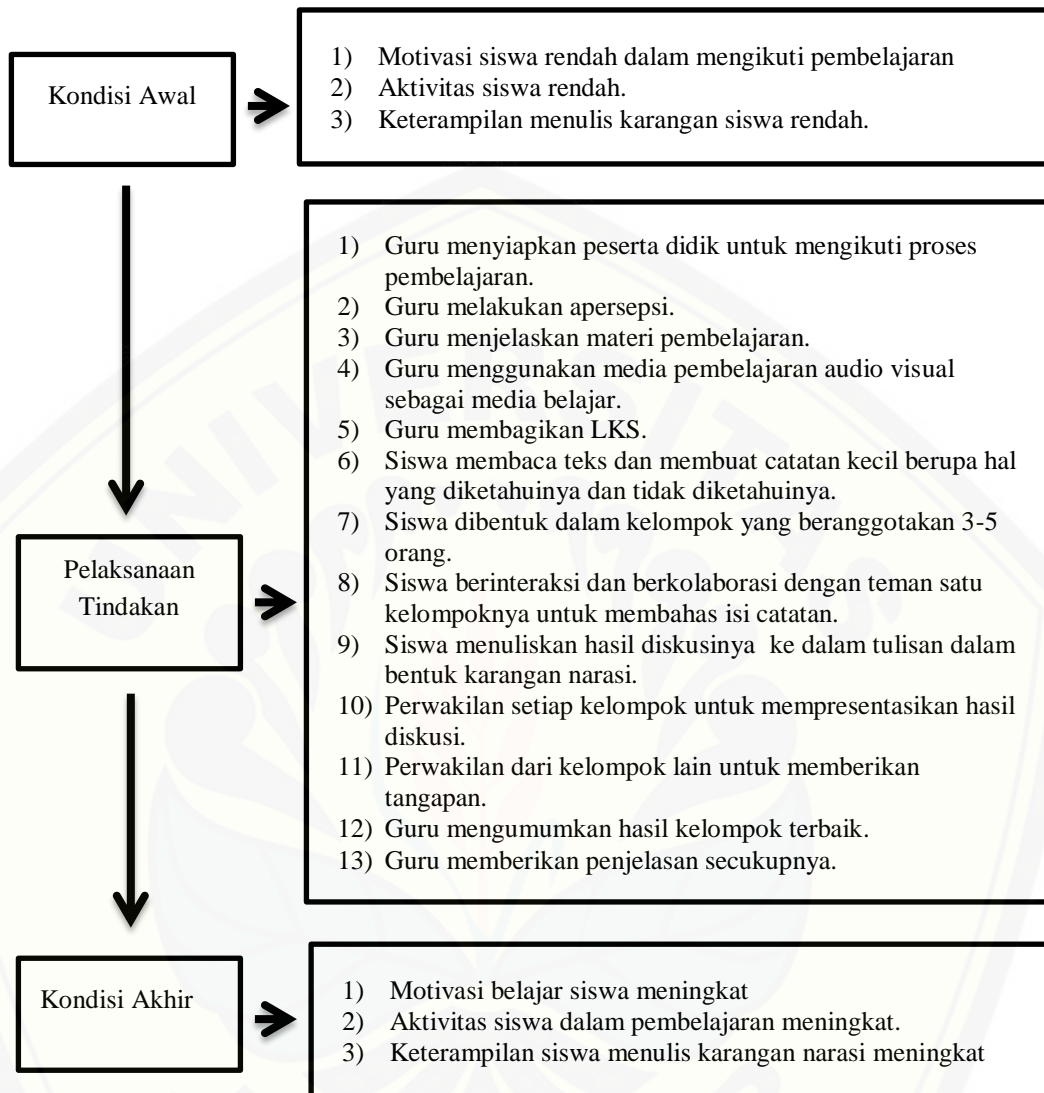 Kondisi Awal
1) Motivasi siswa rendah dalam mengikuti pembelajaran
2) Aktivitas siswa rendah.
3) Keterampilan menulis karangan siswa rendah.
Pelaksanaan
Tindakan
1) Guru menyiapkan peserta didik untuk mengikuti proses
pembelajaran.
2) Guru melakukan apersepsi.
3) Guru menjelaskan materi pembelajaran.
4) Guru menggunakan media pembelajaran audio visual
sebagai media belajar.
5) Guru membagikan LKS.
6) Siswa membaca teks dan membuat catatan kecil berupa hal
yang diketahuinya dan tidak diketahuinya.
7) Siswa dibentuk dalam kelompok yang beranggotakan 3-5
orang.
8) Siswa berinteraksi dan berkolaborasi dengan teman satu
kelompoknya untuk membahas isi catatan.
9) Siswa menuliskan hasil diskusinya ke dalam tulisan dalam
bentuk karangan narasi.
10) Perwakilan setiap kelompok untuk mempresentasikan hasil
diskusi.
11) Perwakilan dari kelompok lain untuk memberikan
tangapan.
12) Guru mengumumkan hasil kelompok terbaik.
13) Guru memberikan penjelasan secukupnya.
Kondisi Akhir
1) Motivasi belajar siswa meningkat
2) Aktivitas siswa dalam pembelajaran meningkat.
3) Keterampilan siswa menulis karangan narasi meningkat
UNIVERSITAS